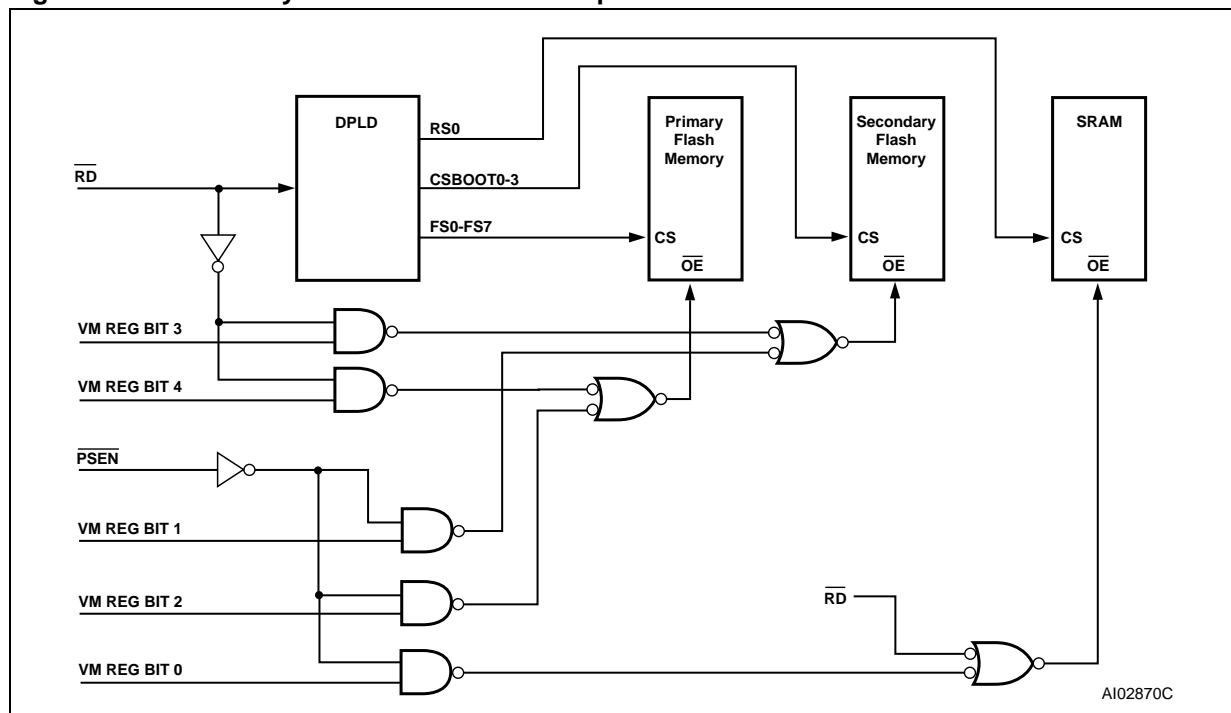 DPLD
RS0
CSBOOT0-3
FS0-FS7
Primary
Flash
Memory
CS
OE
Secondary
Flash
Memory
CS
OE
SRAM
CS
OE
RD
VM REG BIT 3
VM REG BIT 4
PSEN
VM REG BIT 1
VM REG BIT 2
VM REG BIT 0
RD
AI02870C